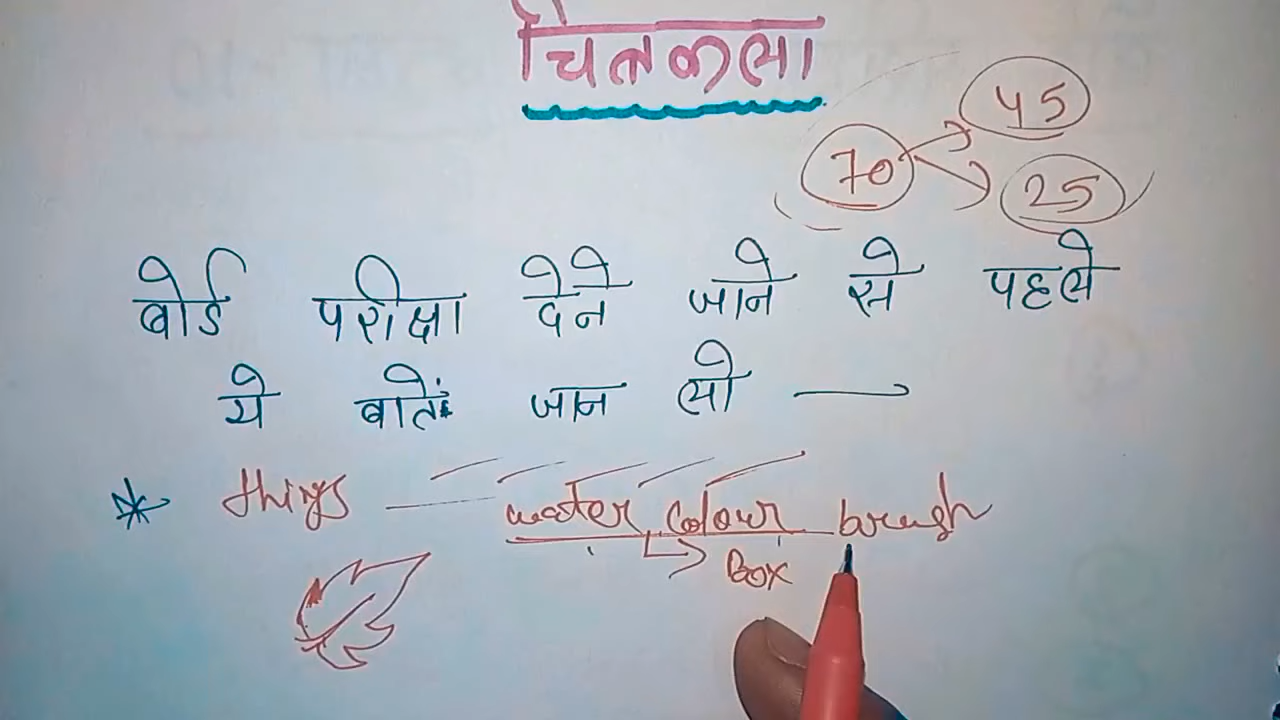 चित्रकला
70 45
25
बोर्ड परीक्षा देने जाने से पहले
ये बातें जान लो —
* things — water colour brush
Box